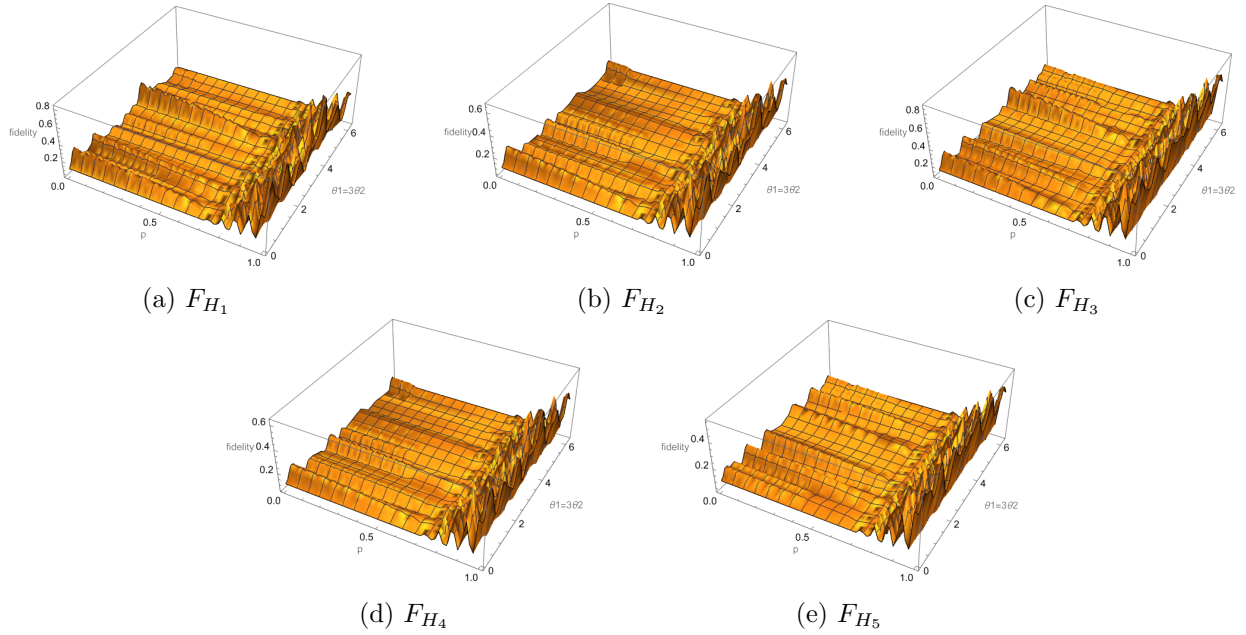 0.8
0.6
fidelity
0.4
0.2
0.0
0.5
p
1.0
0
2
4
6
θ1=3θ2
(a) F_{H_1}
0.6
fidelity
0.4
0.2
0.0
0.5
p
1.0
0
2
4
6
θ1=3θ2
(b) F_{H_2}
0.8
0.6
fidelity
0.4
0.2
0.0
0.5
p
1.0
0
2
4
6
θ1=3θ2
(c) F_{H_3}
0.6
fidelity
0.4
0.2
0.0
0.5
p
1.0
0
2
4
6
θ1=3θ2
(d) F_{H_4}
0.4
fidelity
0.2
0.0
0.5
p
1.0
0
2
4
6
θ1=3θ2
(e) F_{H_5}